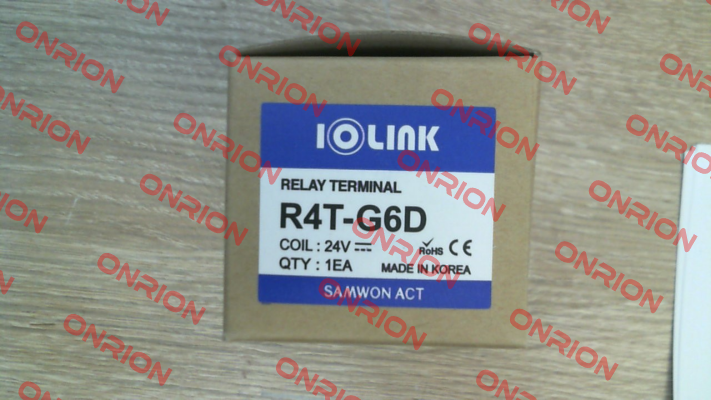 IOLINK
RELAY TERMINAL
R4T-G6D
COIL : 24V
RoHS CE
QTY : 1EA
MADE IN KOREA
SAMWON ACT
ONRION